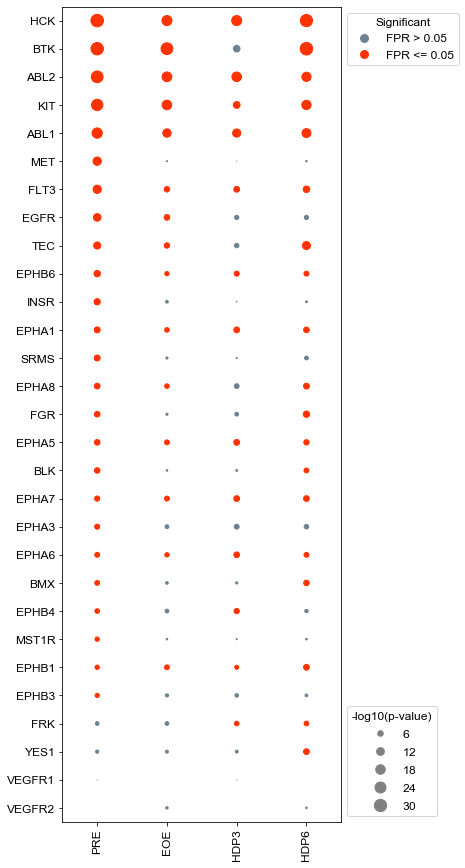 HCK
BTK
ABL2
KIT
ABL1
MET
FLT3
EGFR
TEC
EPHB6
INSR
EPHA1
SRMS
EPHA8
FGR
EPHA5
BLK
EPHA7
EPHA3
EPHA6
BMX
EPHB4
MST1R
EPHB1
EPHB3
FRK
YES1
VEGFR1
VEGFR2
PRE
EOE
HDP3
HDP6
Significant
FPR > 0.05
FPR <= 0.05
-log10(p-value)
6
12
18
24
30